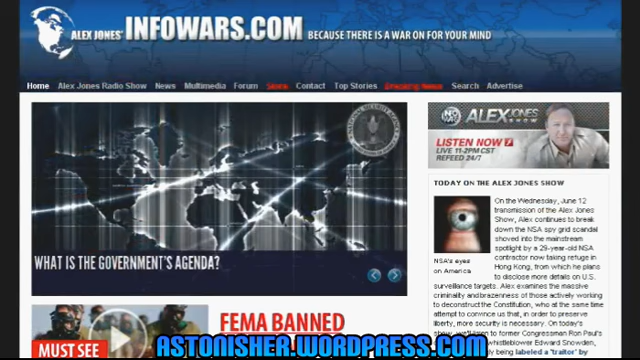 ALEX JONES' INFOWARS.COM BECAUSE THERE IS A WAR ON FOR YOUR MIND
Home Alex Jones Radio Show News Multimedia Forum Store Contact Top Stories Breaking News Search Advertise
ALEX JONES
SHOW
LISTEN NOW
LIVE 11-2PM CST
REFEED 24/7
WHAT IS THE GOVERNMENT'S AGENDA?
TODAY ON THE ALEX JONES SHOW
On the Wednesday, June 12
transmission of the Alex Jones
Show, Alex continues to break
down the NSA spy grid scandal
shoved into the mainstream
spotlight by a 29-year-old NSA
contractor now taking refuge in
Hong Kong, from which he plans
to disclose more details on U.S.
NSA's eyes
on America
surveillance targets. Alex examines the massive
criminality and brazenness of those actively working
to deconstruct the Constitution, who at the same time
attempt to convince us that, in order to preserve
liberty, more security is necessary. On today's
former Congressman Ron Paul's
whistleblower Edward Snowden,
being labeled a "traitor" by
FEMA BANNED
MUST SEE
ASTONISHER.WORDPRESS.COM